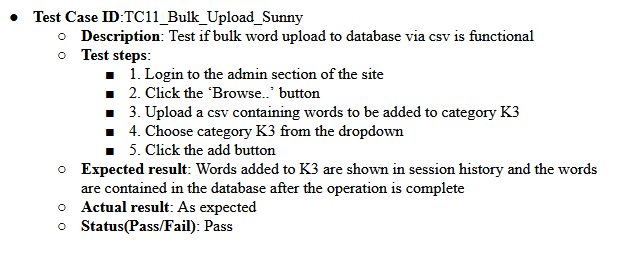 ● Test Case ID:TC11_Bulk_Upload_Sunny
○ Description: Test if bulk word upload to database via csv is functional
○ Test steps:
■ 1. Login to the admin section of the site
■ 2. Click the ‘Browse..’ button
■ 3. Upload a csv containing words to be added to category K3
■ 4. Choose category K3 from the dropdown
■ 5. Click the add button
○ Expected result: Words added to K3 are shown in session history and the words
are contained in the database after the operation is complete
○ Actual result: As expected
○ Status(Pass/Fail): Pass